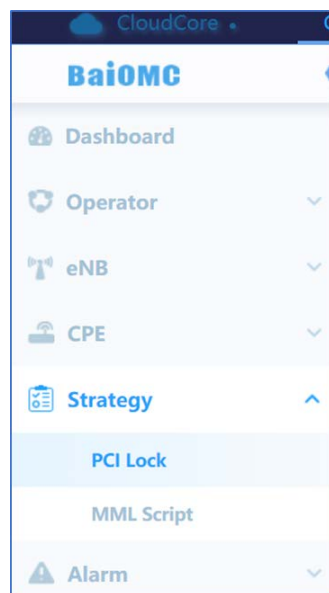 CloudCore
BaiOMC
Dashboard
Operator
eNB
CPE
Strategy
PCI Lock
MML Script
Alarm